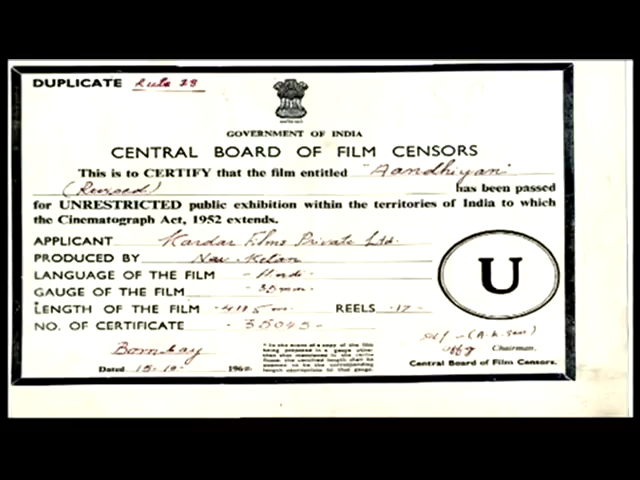 DUPLICATE Rule 28
GOVERNMENT OF INDIA
CENTRAL BOARD OF FILM CENSORS
This is to CERTIFY that the film entitled "Aandhiyan"
(Revised) has been passed
for UNRESTRICTED public exhibition within the territories of India to which
the Cinematograph Act, 1952 extends.
APPLICANT Kardar Films Private Ltd.
PRODUCED BY Nav-Ketan
LANGUAGE OF THE FILM - Hindi -
GAUGE OF THE FILM - 35mm -
LENGTH OF THE FILM
REELS - 17 -
NO. OF CERTIFICATE - 35045 -
U
Bombay
Dated 196
Chairman,
Central Board of Film Censors.